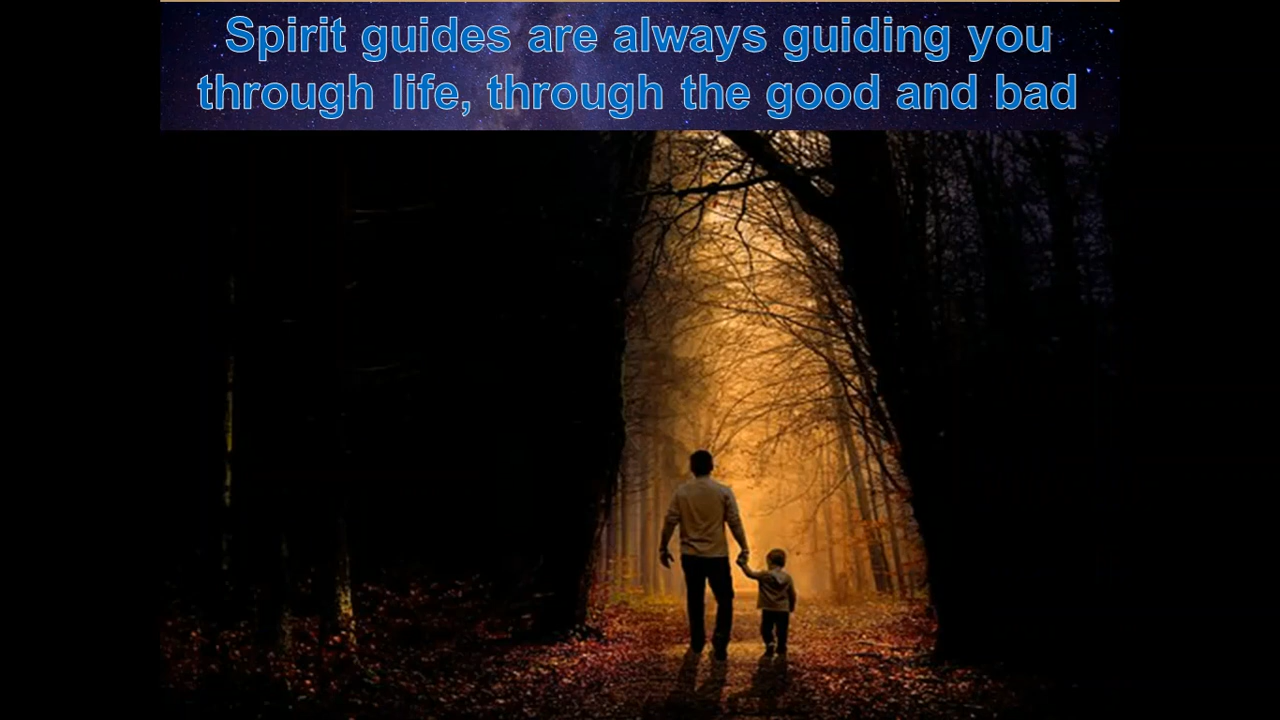 Spirit guides are always guiding you
through life, through the good and bad